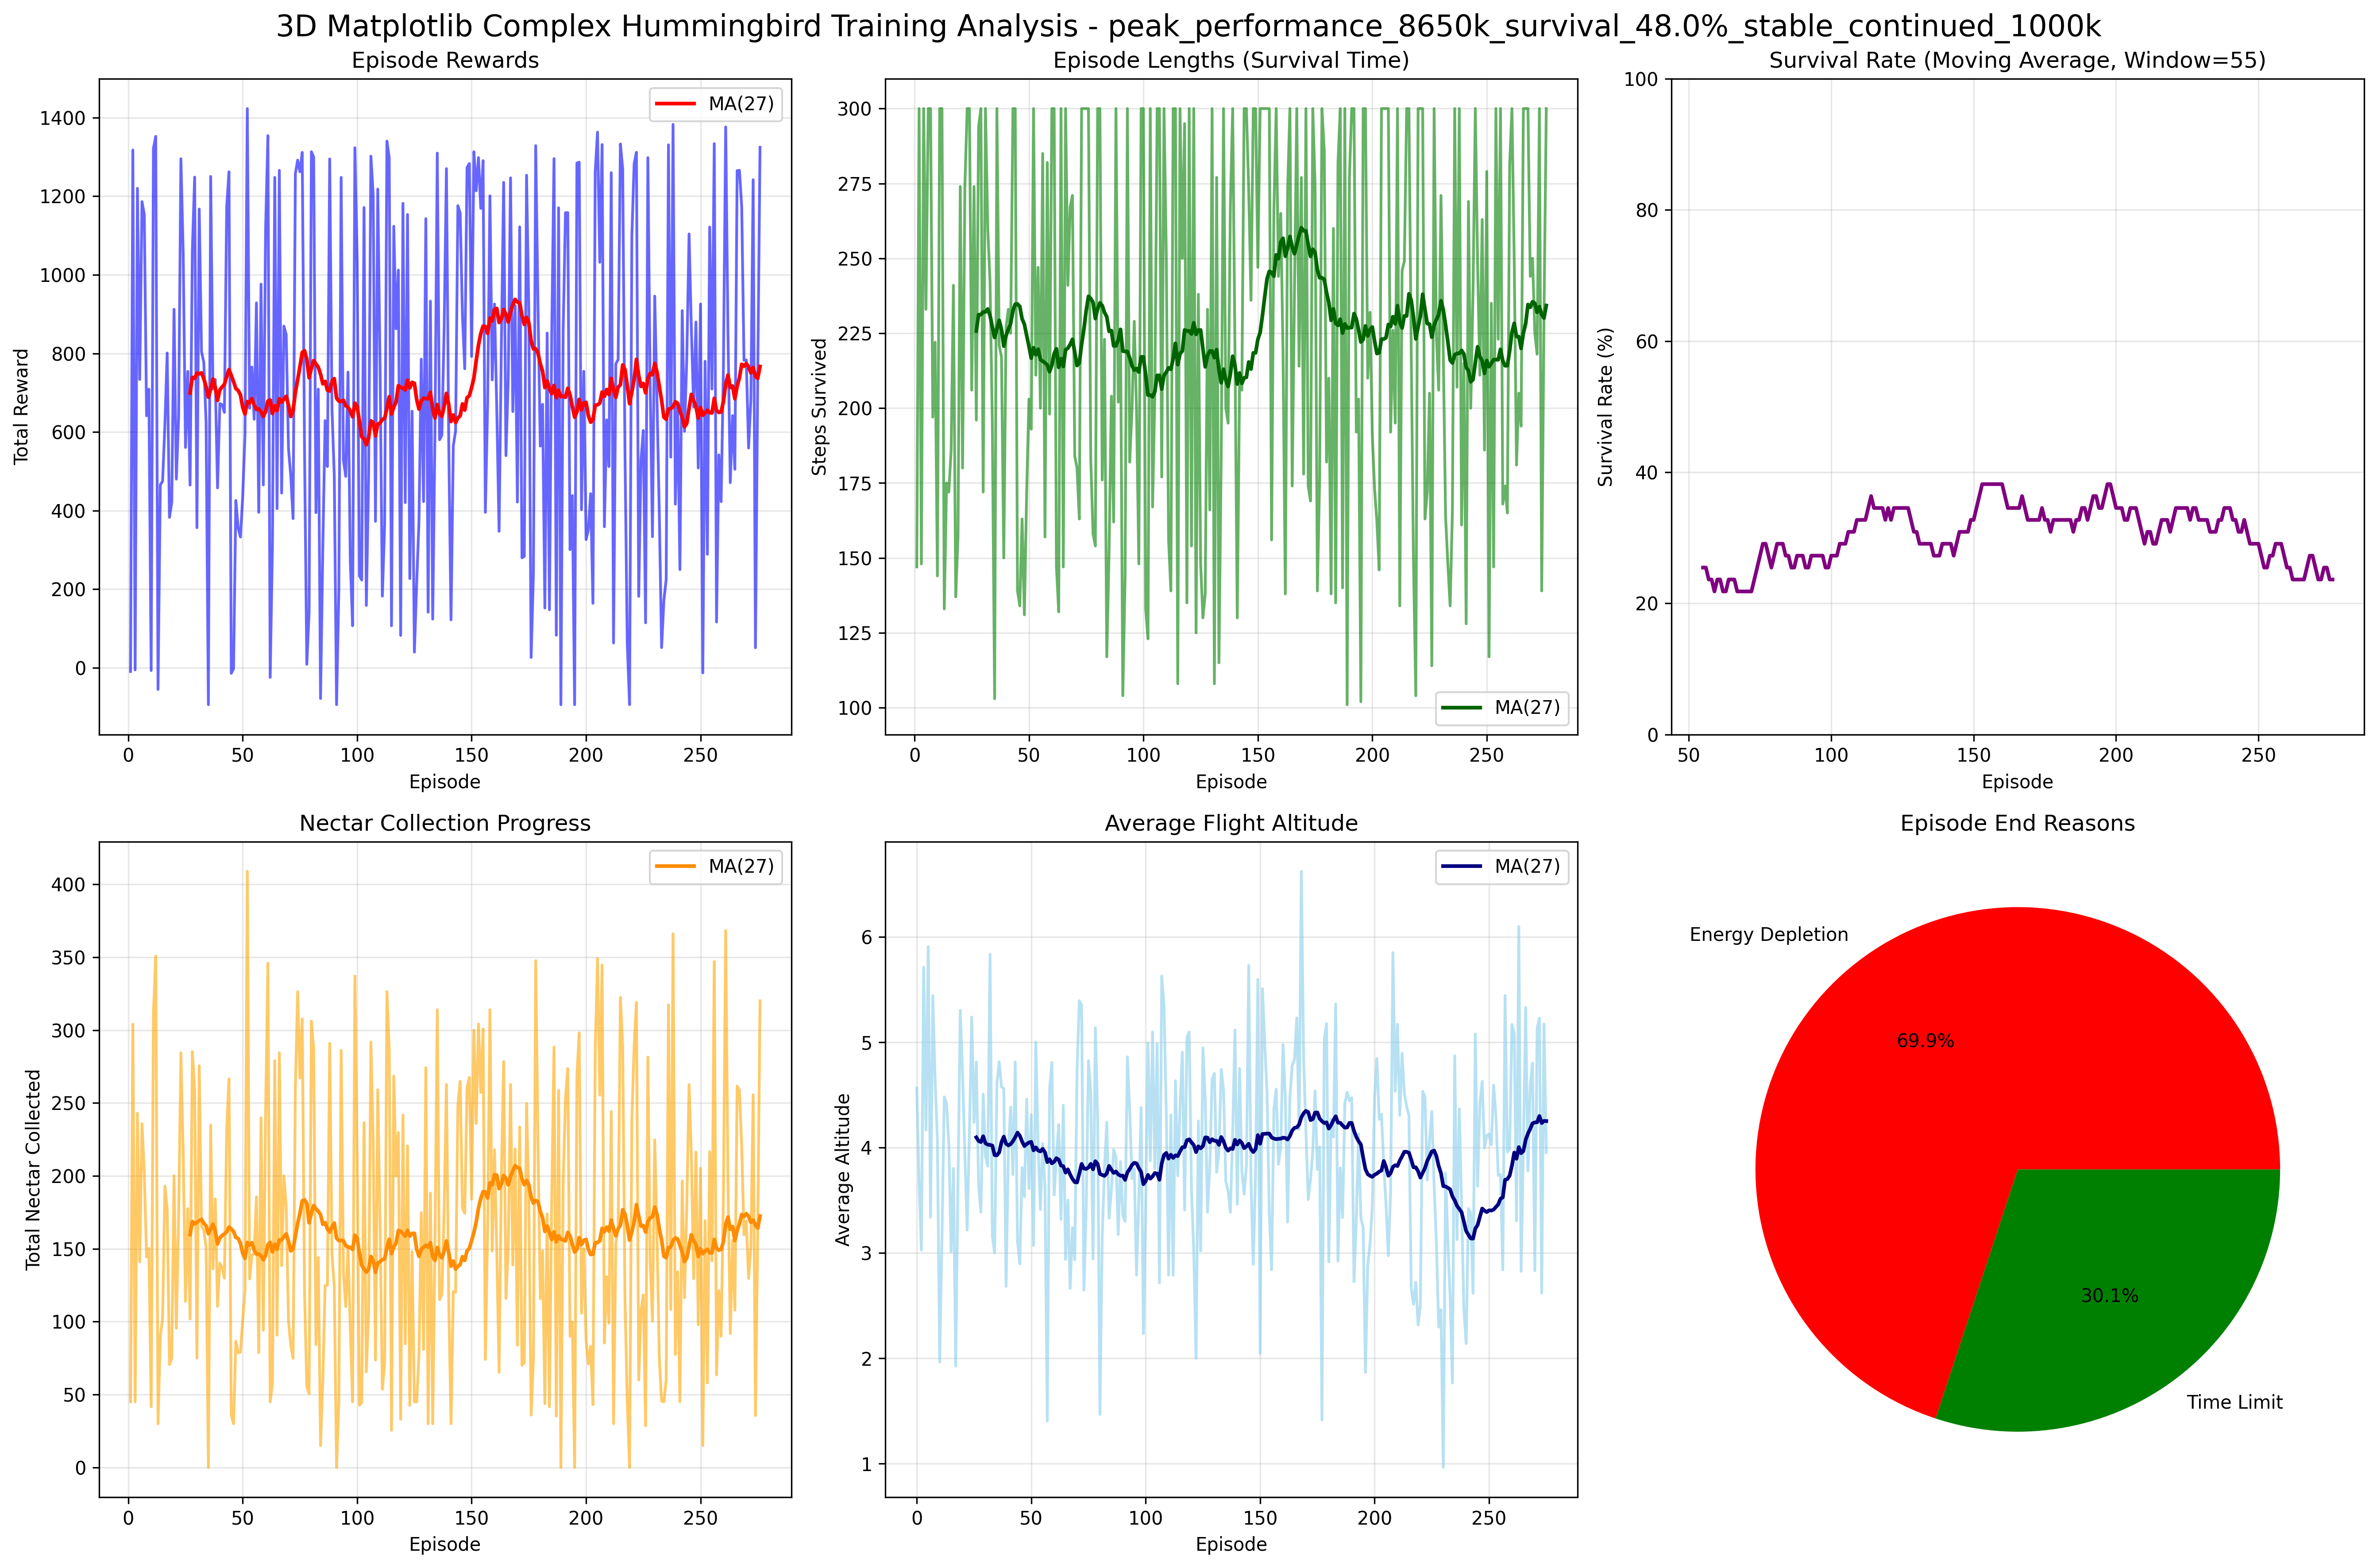 3D Matplotlib Complex Hummingbird Training Analysis - peak_performance_8650k_survival_48.0%_stable_continued_1000k
Episode Rewards
MA(27)
1400
1200
1000
800
600
400
200
0
Total Reward
0 50 100 150 200 250
Episode
Episode Lengths (Survival Time)
300
275
250
225
200
175
150
125
100
Steps Survived
MA(27)
0 50 100 150 200 250
Episode
Survival Rate (Moving Average, Window=55)
100
80
60
40
20
0
Survival Rate (%)
50 100 150 200 250
Episode
Nectar Collection Progress
MA(27)
400
350
300
250
200
150
100
50
0
Total Nectar Collected
0 50 100 150 200 250
Episode
Average Flight Altitude
MA(27)
6
5
4
3
2
1
Average Altitude
0 50 100 150 200 250
Episode
Episode End Reasons
Energy Depletion
69.9%
30.1%
Time Limit